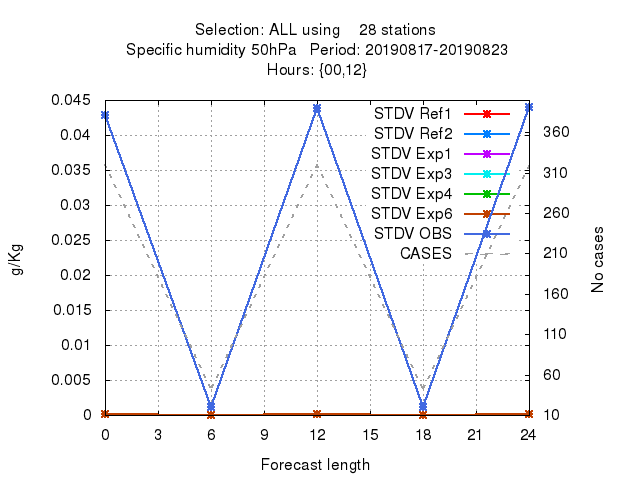 Selection: ALL using    28 stations
Specific humidity 50hPa   Period: 20190817-20190823
Hours: {00,12}
0.045
0.04
0.035
0.03
0.025
0.02
0.015
0.01
0.005
0
g/Kg
STDV Ref1
STDV Ref2
STDV Exp1
STDV Exp3
STDV Exp4
STDV Exp6
STDV OBS
CASES
360
310
260
210
160
110
60
10
No cases
0 3 6 9 12 15 18 21 24
Forecast length